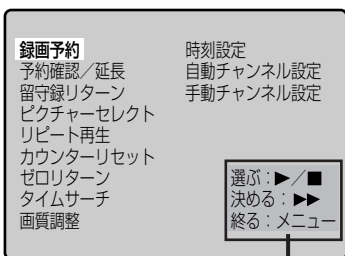 録画予約
予約確認／延長
留守録リターン
ピクチャーセレクト
リピート再生
カウンターリセット
ゼロリターン
タイムサーチ
画質調整
時刻設定
自動チャンネル設定
手動チャンネル設定
選ぶ：▶／■
決める：▶▶
終る：メニュー